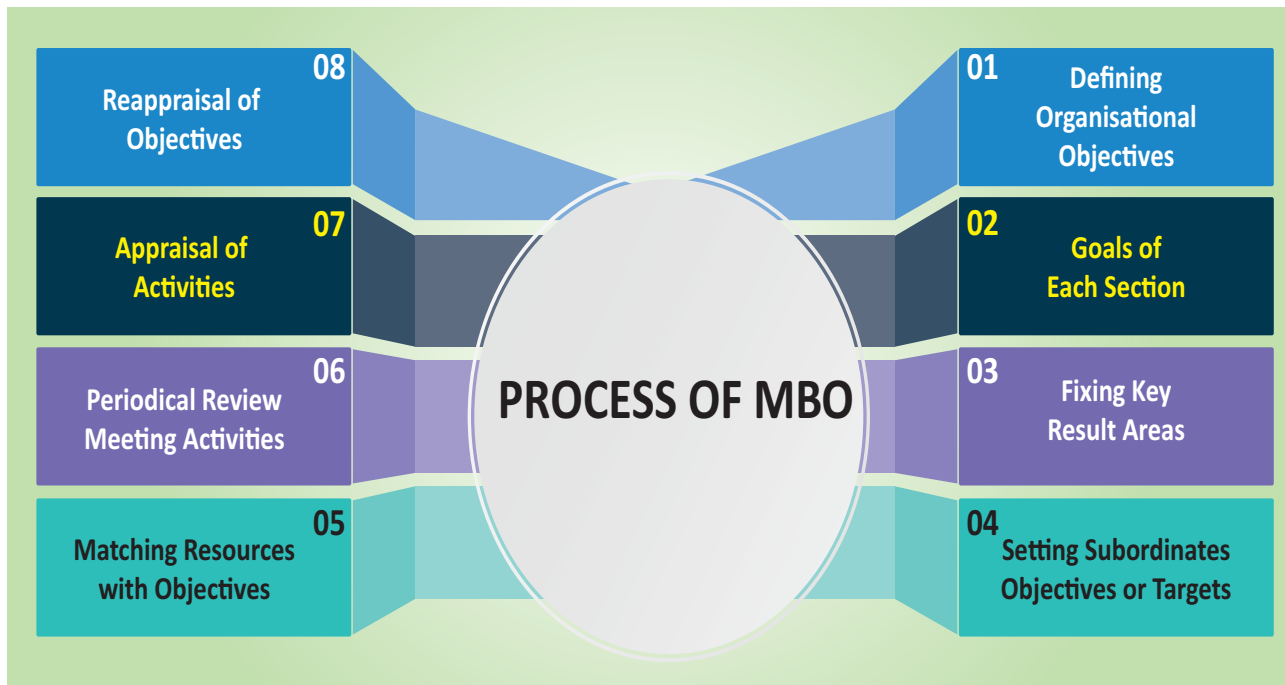 PROCESS OF MBO
01
Defining
Organisational
Objectives
02
Goals of
Each Section
03
Fixing Key
Result Areas
04
Setting Subordinates
Objectives or Targets
05
Matching Resources
with Objectives
06
Periodical Review
Meeting Activities
07
Appraisal of
Activities
08
Reappraisal of
Objectives